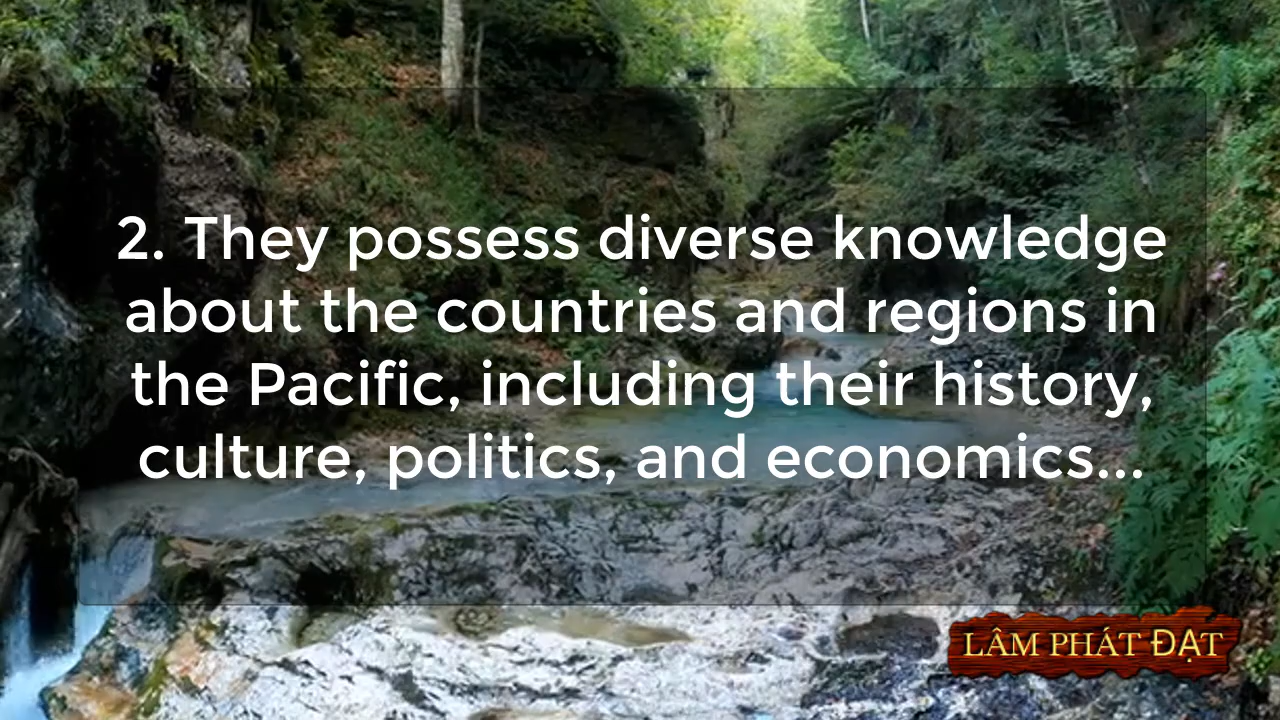 2. They possess diverse knowledge
about the countries and regions in
the Pacific, including their history,
culture, politics, and economics...
LÂM PHÁT ĐẠT